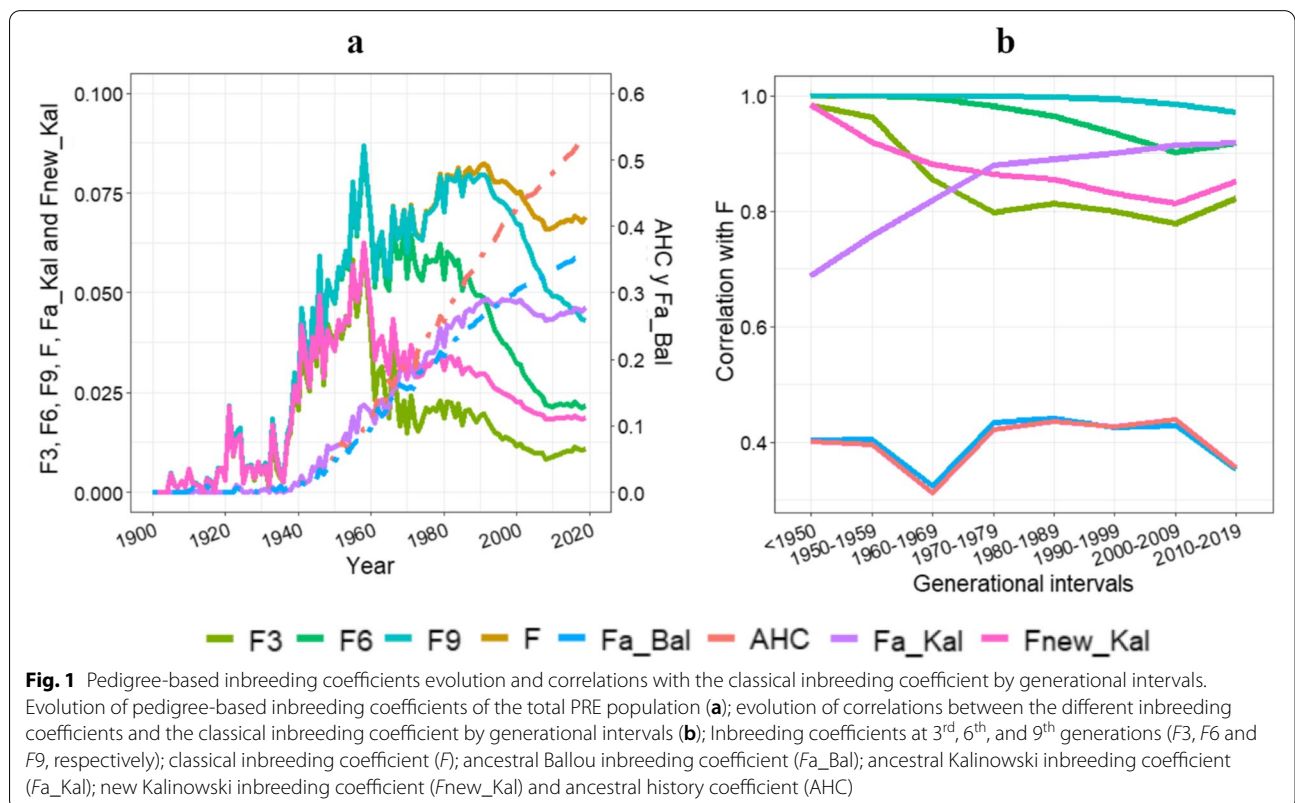 a
b
0.100
0.075
0.050
0.025
0.000
F3, F6, F9, F, Fa_Kal and Fnew_Kal
0.6
0.5
0.4
0.3
0.2
0.1
0.0
AHC y Fa_Bal
1900
1920
1940
1960
1980
2000
2020
Year
1.0
0.8
0.6
0.4
Correlation with F
<1950
1950-1959
1960-1969
1970-1979
1980-1989
1990-1999
2000-2009
2010-2019
Generational intervals
F3 F6 F9 F Fa_Bal AHC Fa_Kal Fnew_Kal
Fig. 1 Pedigree-based inbreeding coefficients evolution and correlations with the classical inbreeding coefficient by generational intervals.
Evolution of pedigree-based inbreeding coefficients of the total PRE population (a); evolution of correlations between the different inbreeding
coefficients and the classical inbreeding coefficient by generational intervals (b); Inbreeding coefficients at 3rd, 6th, and 9th generations (F3, F6 and
F9, respectively); classical inbreeding coefficient (F); ancestral Ballou inbreeding coefficient (Fa_Bal); ancestral Kalinowski inbreeding coefficient
(Fa_Kal); new Kalinowski inbreeding coefficient (Fnew_Kal) and ancestral history coefficient (AHC)